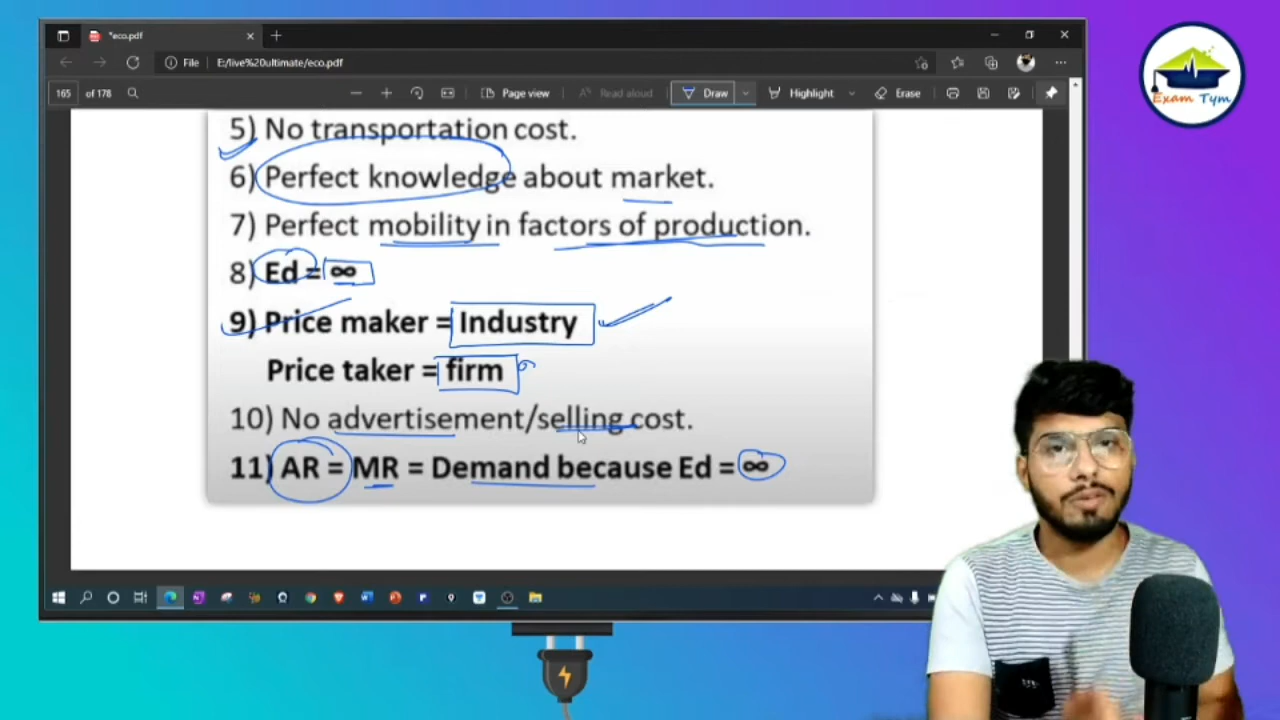 *eco.pdf
File E:/live%20ultimate/eco.pdf
165 of 178 Page view Read aloud Draw Highlight Erase
5) No transportation cost.
6) Perfect knowledge about market.
7) Perfect mobility in factors of production.
8) Ed = ∞
9) Price maker = Industry
Price taker = firm
10) No advertisement/selling cost.
11) AR = MR = Demand because Ed = ∞
Exam Tym